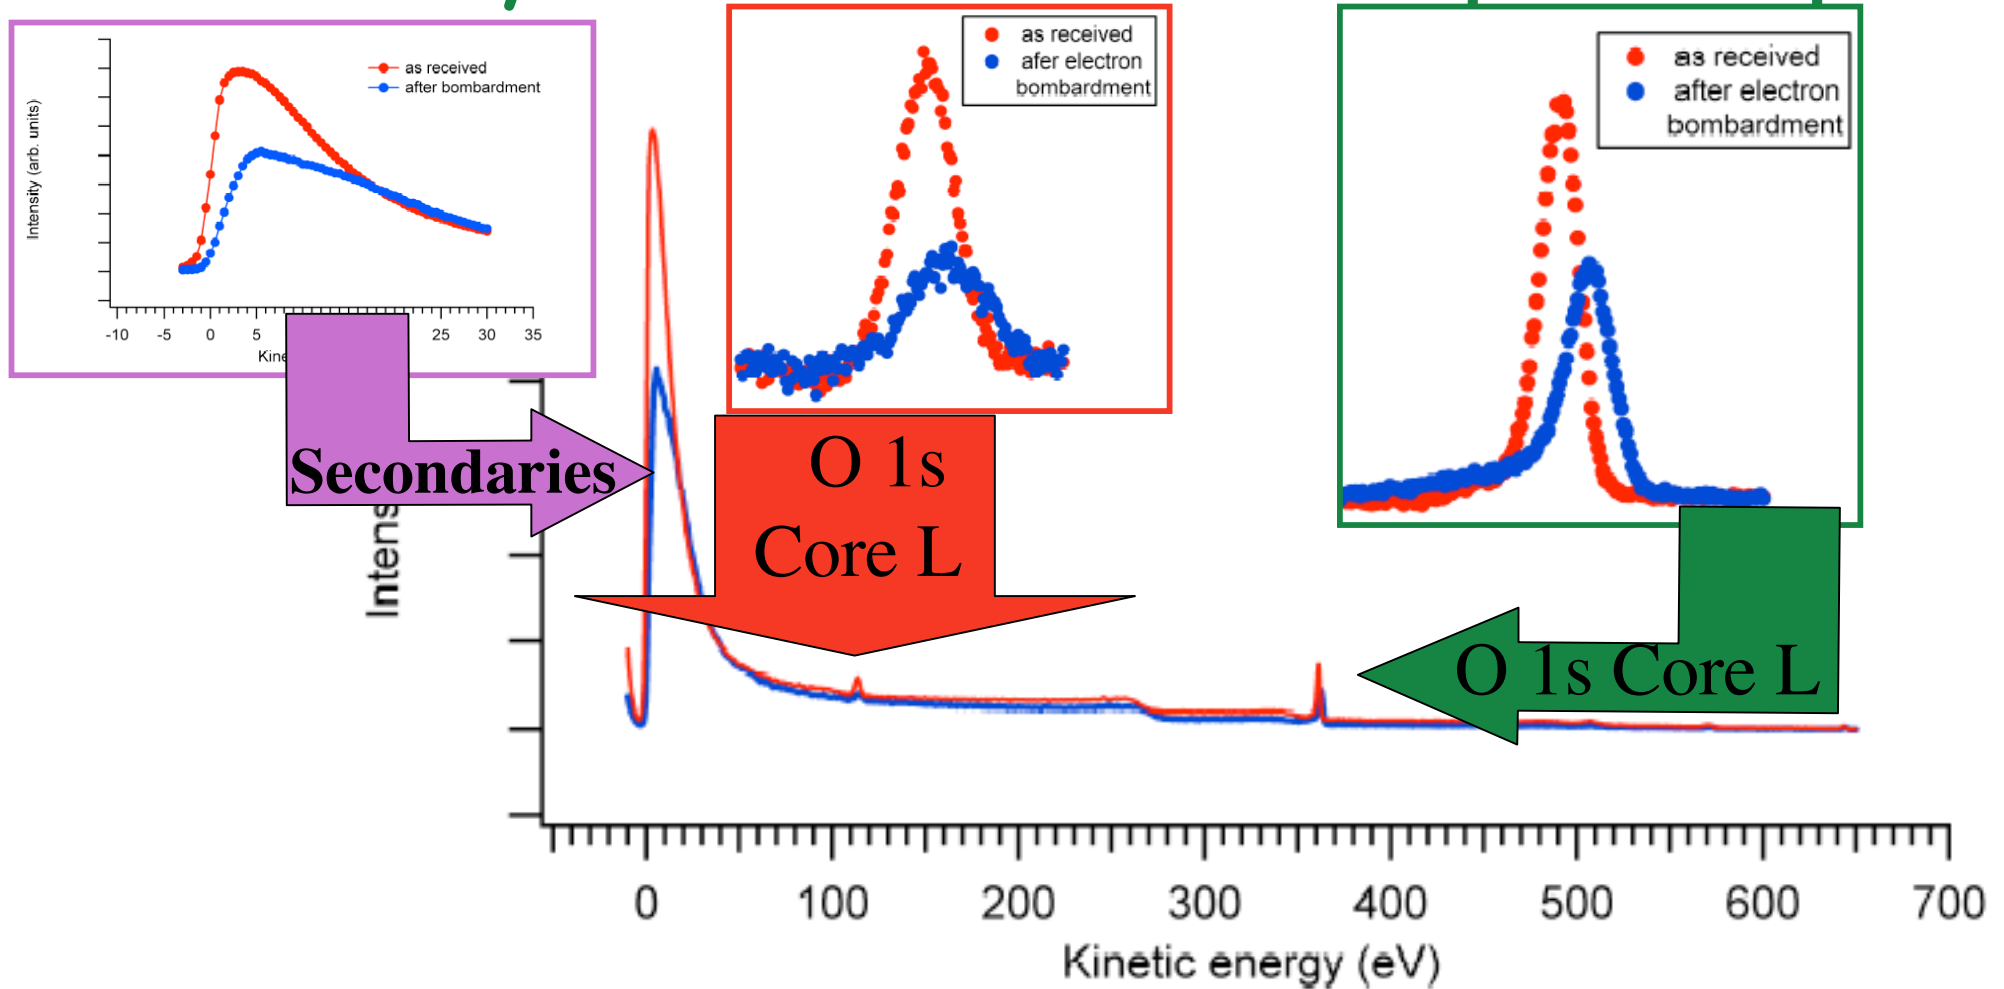 as received
after bombardment
Intensity (arb. units)
-10 -5 0 5 25 30 35
Kine
as received
afer electron
bombardment
as received
after electron
bombardment
Secondaries
O 1s
Core L
O 1s Core L
Intens
0 100 200 300 400 500 600 700
Kinetic energy (eV)